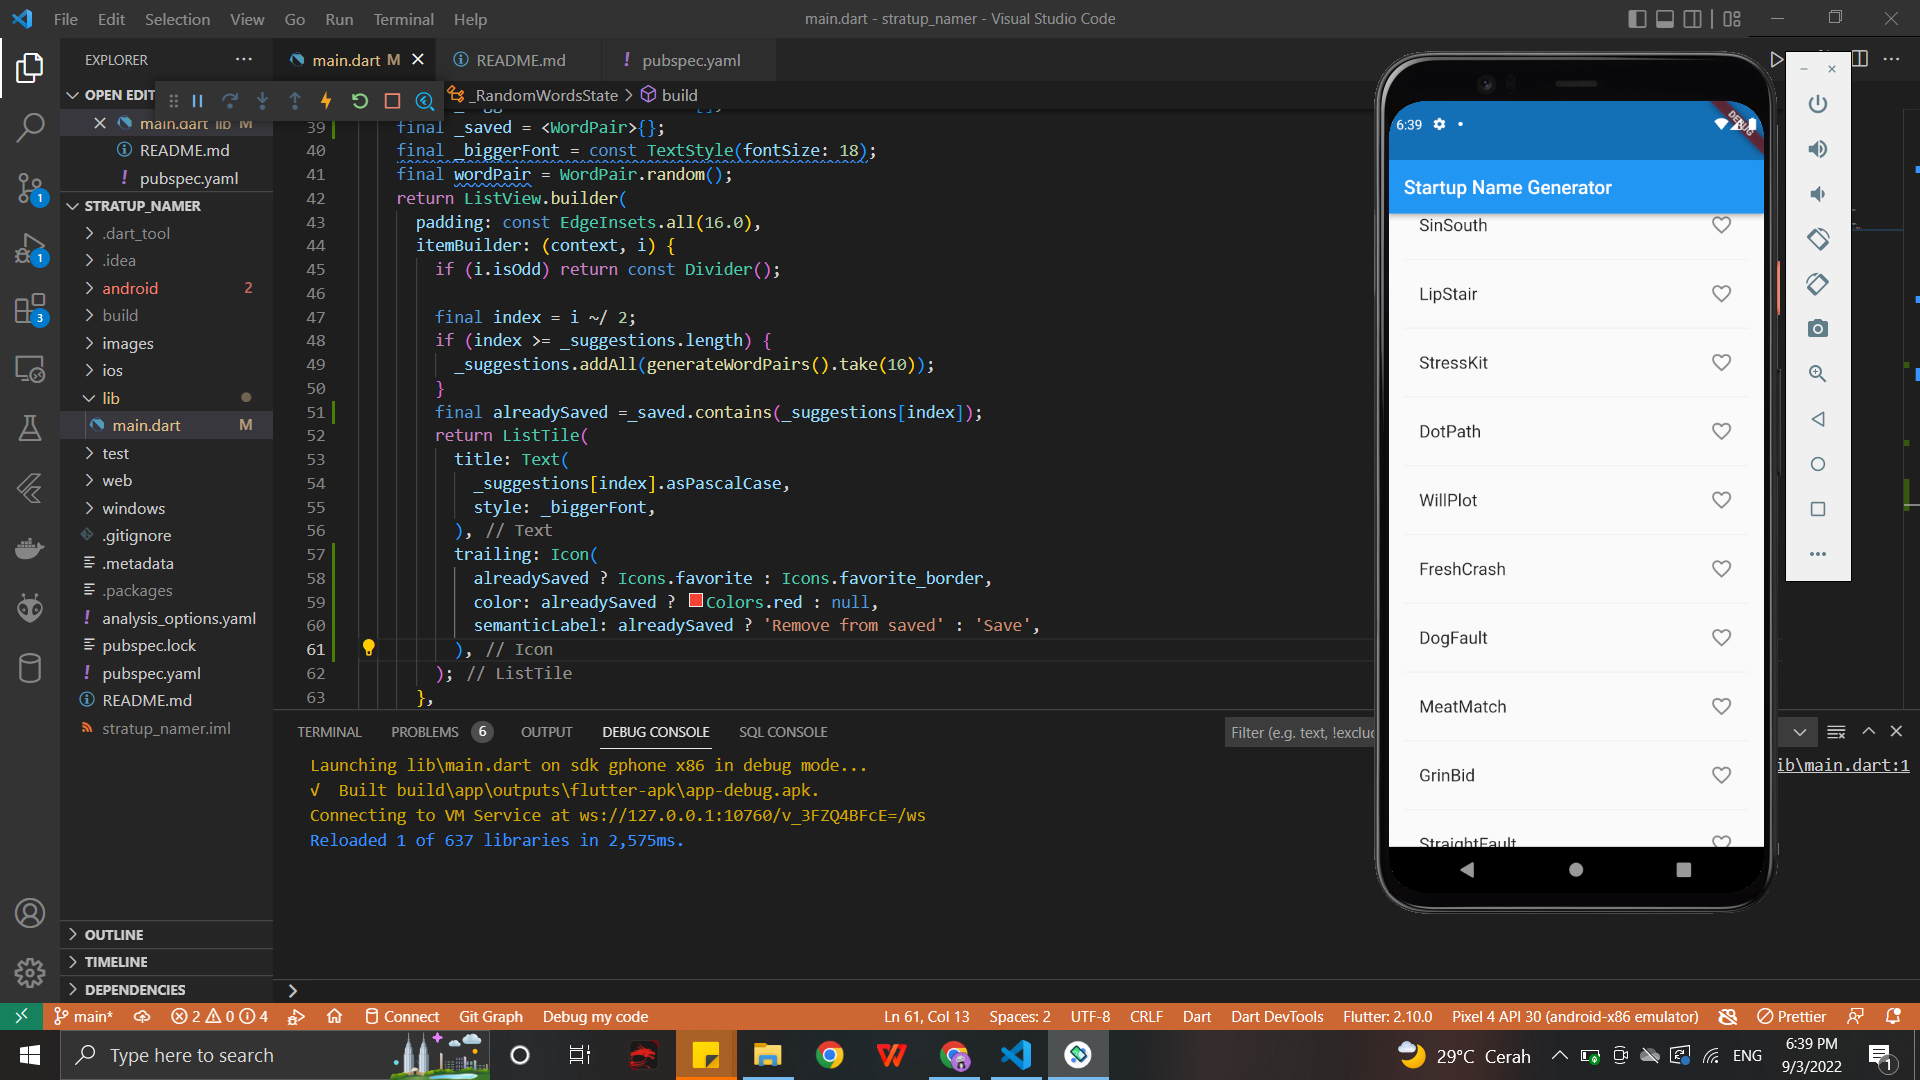 File Edit Selection View Go Run Terminal Help
main.dart - stratup_namer - Visual Studio Code
EXPLORER
main.dart M
README.md
pubspec.yaml
OPEN EDIT
_RandomWordsState > build
main.dart lib M
README.md
pubspec.yaml
STRATUP_NAMER
.dart_tool
.idea
android 2
build
images
ios
lib
main.dart M
test
web
windows
.gitignore
.metadata
.packages
analysis_options.yaml
pubspec.lock
pubspec.yaml
README.md
stratup_namer.iml
OUTLINE
TIMELINE
DEPENDENCIES
1
1
3
39 final _saved = <WordPair>{};
40 final _biggerFont = const TextStyle(fontSize: 18);
41 final wordPair = WordPair.random();
42 return ListView.builder(
43 padding: const EdgeInsets.all(16.0),
44 itemBuilder: (context, i) {
45 if (i.isOdd) return const Divider();
46
47 final index = i ~/ 2;
48 if (index >= _suggestions.length) {
49 _suggestions.addAll(generateWordPairs().take(10));
50 }
51 final alreadySaved =_saved.contains(_suggestions[index]);
52 return ListTile(
53 title: Text(
54 _suggestions[index].asPascalCase,
55 style: _biggerFont,
56 ), // Text
57 trailing: Icon(
58 alreadySaved ? Icons.favorite : Icons.favorite_border,
59 color: alreadySaved ? Colors.red : null,
60 semanticLabel: alreadySaved ? 'Remove from saved' : 'Save',
61 ), // Icon
62 ); // ListTile
63 },
TERMINAL PROBLEMS 6 OUTPUT DEBUG CONSOLE SQL CONSOLE
Filter (e.g. text, !exclu
Launching lib\main.dart on sdk gphone x86 in debug mode...
ib\main.dart:1
√ Built build\app\outputs\flutter-apk\app-debug.apk.
Connecting to VM Service at ws://127.0.0.1:10760/v_3FZQ4BFcE=/ws
Reloaded 1 of 637 libraries in 2,575ms.
6:39
DEBUG
Startup Name Generator
SinSouth
LipStair
StressKit
DotPath
WillPlot
FreshCrash
DogFault
MeatMatch
GrinBid
StraightFault
main* 2 0 4 Connect Git Graph Debug my code
Ln 61, Col 13 Spaces: 2 UTF-8 CRLF Dart Dart DevTools Flutter: 2.10.0 Pixel 4 API 30 (android-x86 emulator) Prettier
Type here to search
29°C Cerah
ENG
6:39 PM
9/3/2022
1